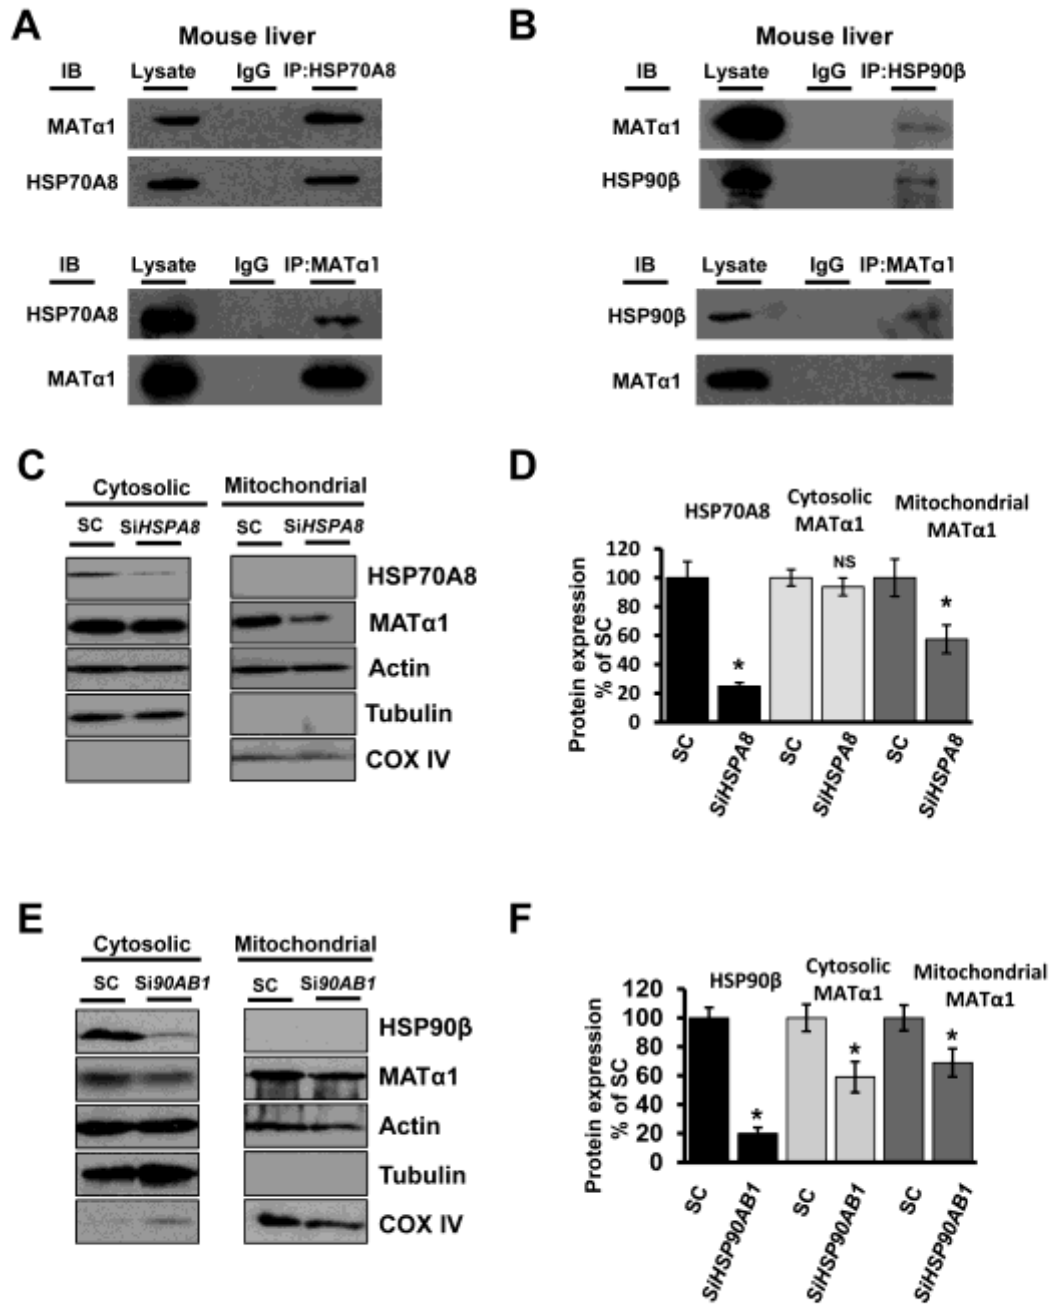 A
Mouse liver
IB Lysate IgG IP:HSP70A8
MATα1
HSP70A8
IB Lysate IgG IP:MATα1
HSP70A8
MATα1
B
Mouse liver
IB Lysate IgG IP:HSP90β
MATα1
HSP90β
IB Lysate IgG IP:MATα1
HSP90β
MATα1
C
Cytosolic Mitochondrial
SC SiHSPA8 SC SiHSPA8
HSP70A8
MATα1
Actin
Tubulin
COX IV
D
HSP70A8
Cytosolic
MATα1
Mitochondrial
MATα1
Protein expression
% of SC
120
100
80
60
40
20
0
*
NS
*
SC SiHSPA8 SC SiHSPA8 SC SiHSPA8
E
Cytosolic Mitochondrial
SC Si90AB1 SC Si90AB1
HSP90β
MATα1
Actin
Tubulin
COX IV
F
HSP90β
Cytosolic
MATα1
Mitochondrial
MATα1
Protein expression
% of SC
120
100
80
60
40
20
0
*
*
*
SC SiHSP90AB1 SC SiHSP90AB1 SC SiHSP90AB1